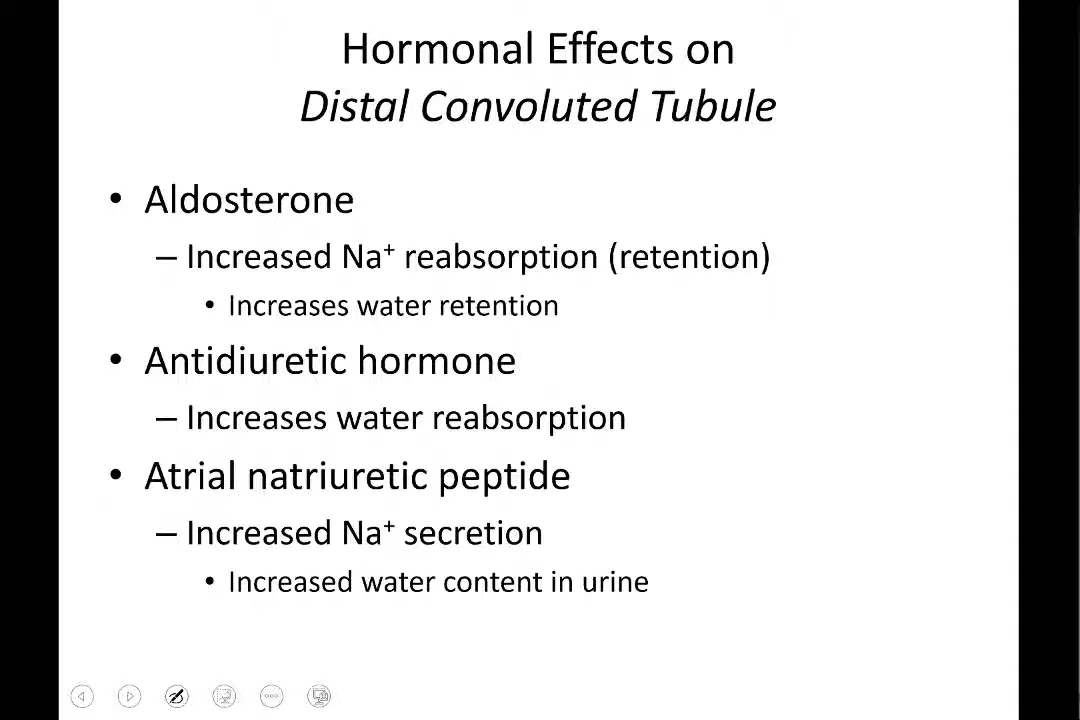 Hormonal Effects on
Distal Convoluted Tubule
• Aldosterone
– Increased Na⁺ reabsorption (retention)
• Increases water retention
• Antidiuretic hormone
– Increases water reabsorption
• Atrial natriuretic peptide
– Increased Na⁺ secretion
• Increased water content in urine